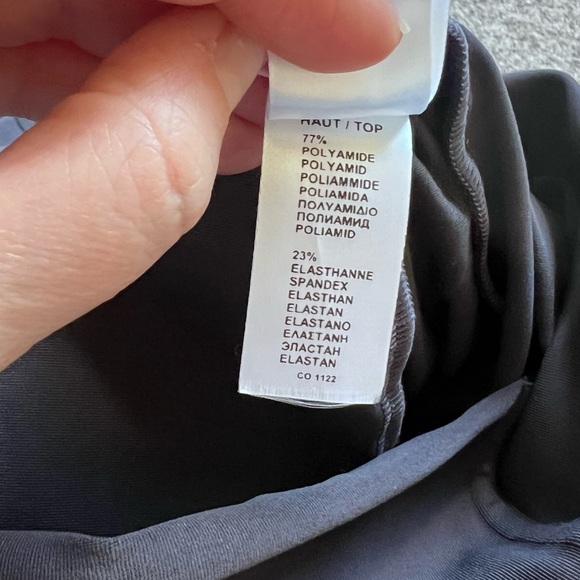 HAUT / TOP
77%
POLYAMIDE
POLYAMID
POLIAMMIDE
POLIAMIDA
ΠΟΛΥΑΜΙΔΙΟ
ПОЛИАМИД
POLIAMID
23%
ELASTHANNE
SPANDEX
ELASTHAN
ELASTAN
ELASTANO
ΕΛΑΣΤΑΝΗ
ЭЛАСТАН
ELASTAN
CO 1122